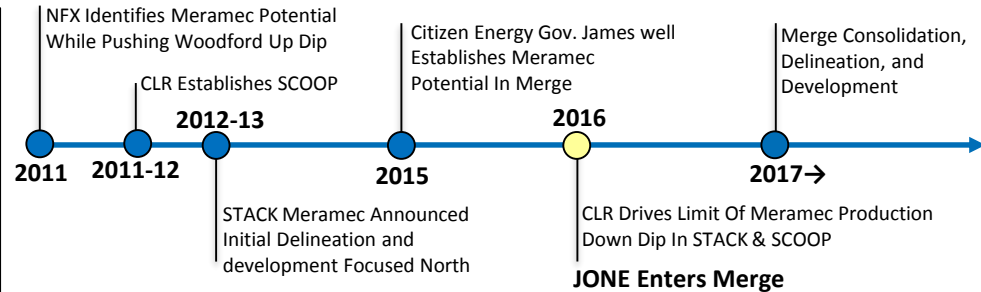 NFX Identifies Meramec Potential
While Pushing Woodford Up Dip
CLR Establishes SCOOP
Citizen Energy Gov. James well
Establishes Meramec
Potential In Merge
Merge Consolidation,
Delineation, and
Development
2012-13
2016
2011
2011-12
2015
2017→
STACK Meramec Announced
Initial Delineation and
development Focused North
CLR Drives Limit Of Meramec Production
Down Dip In STACK & SCOOP
JONE Enters Merge